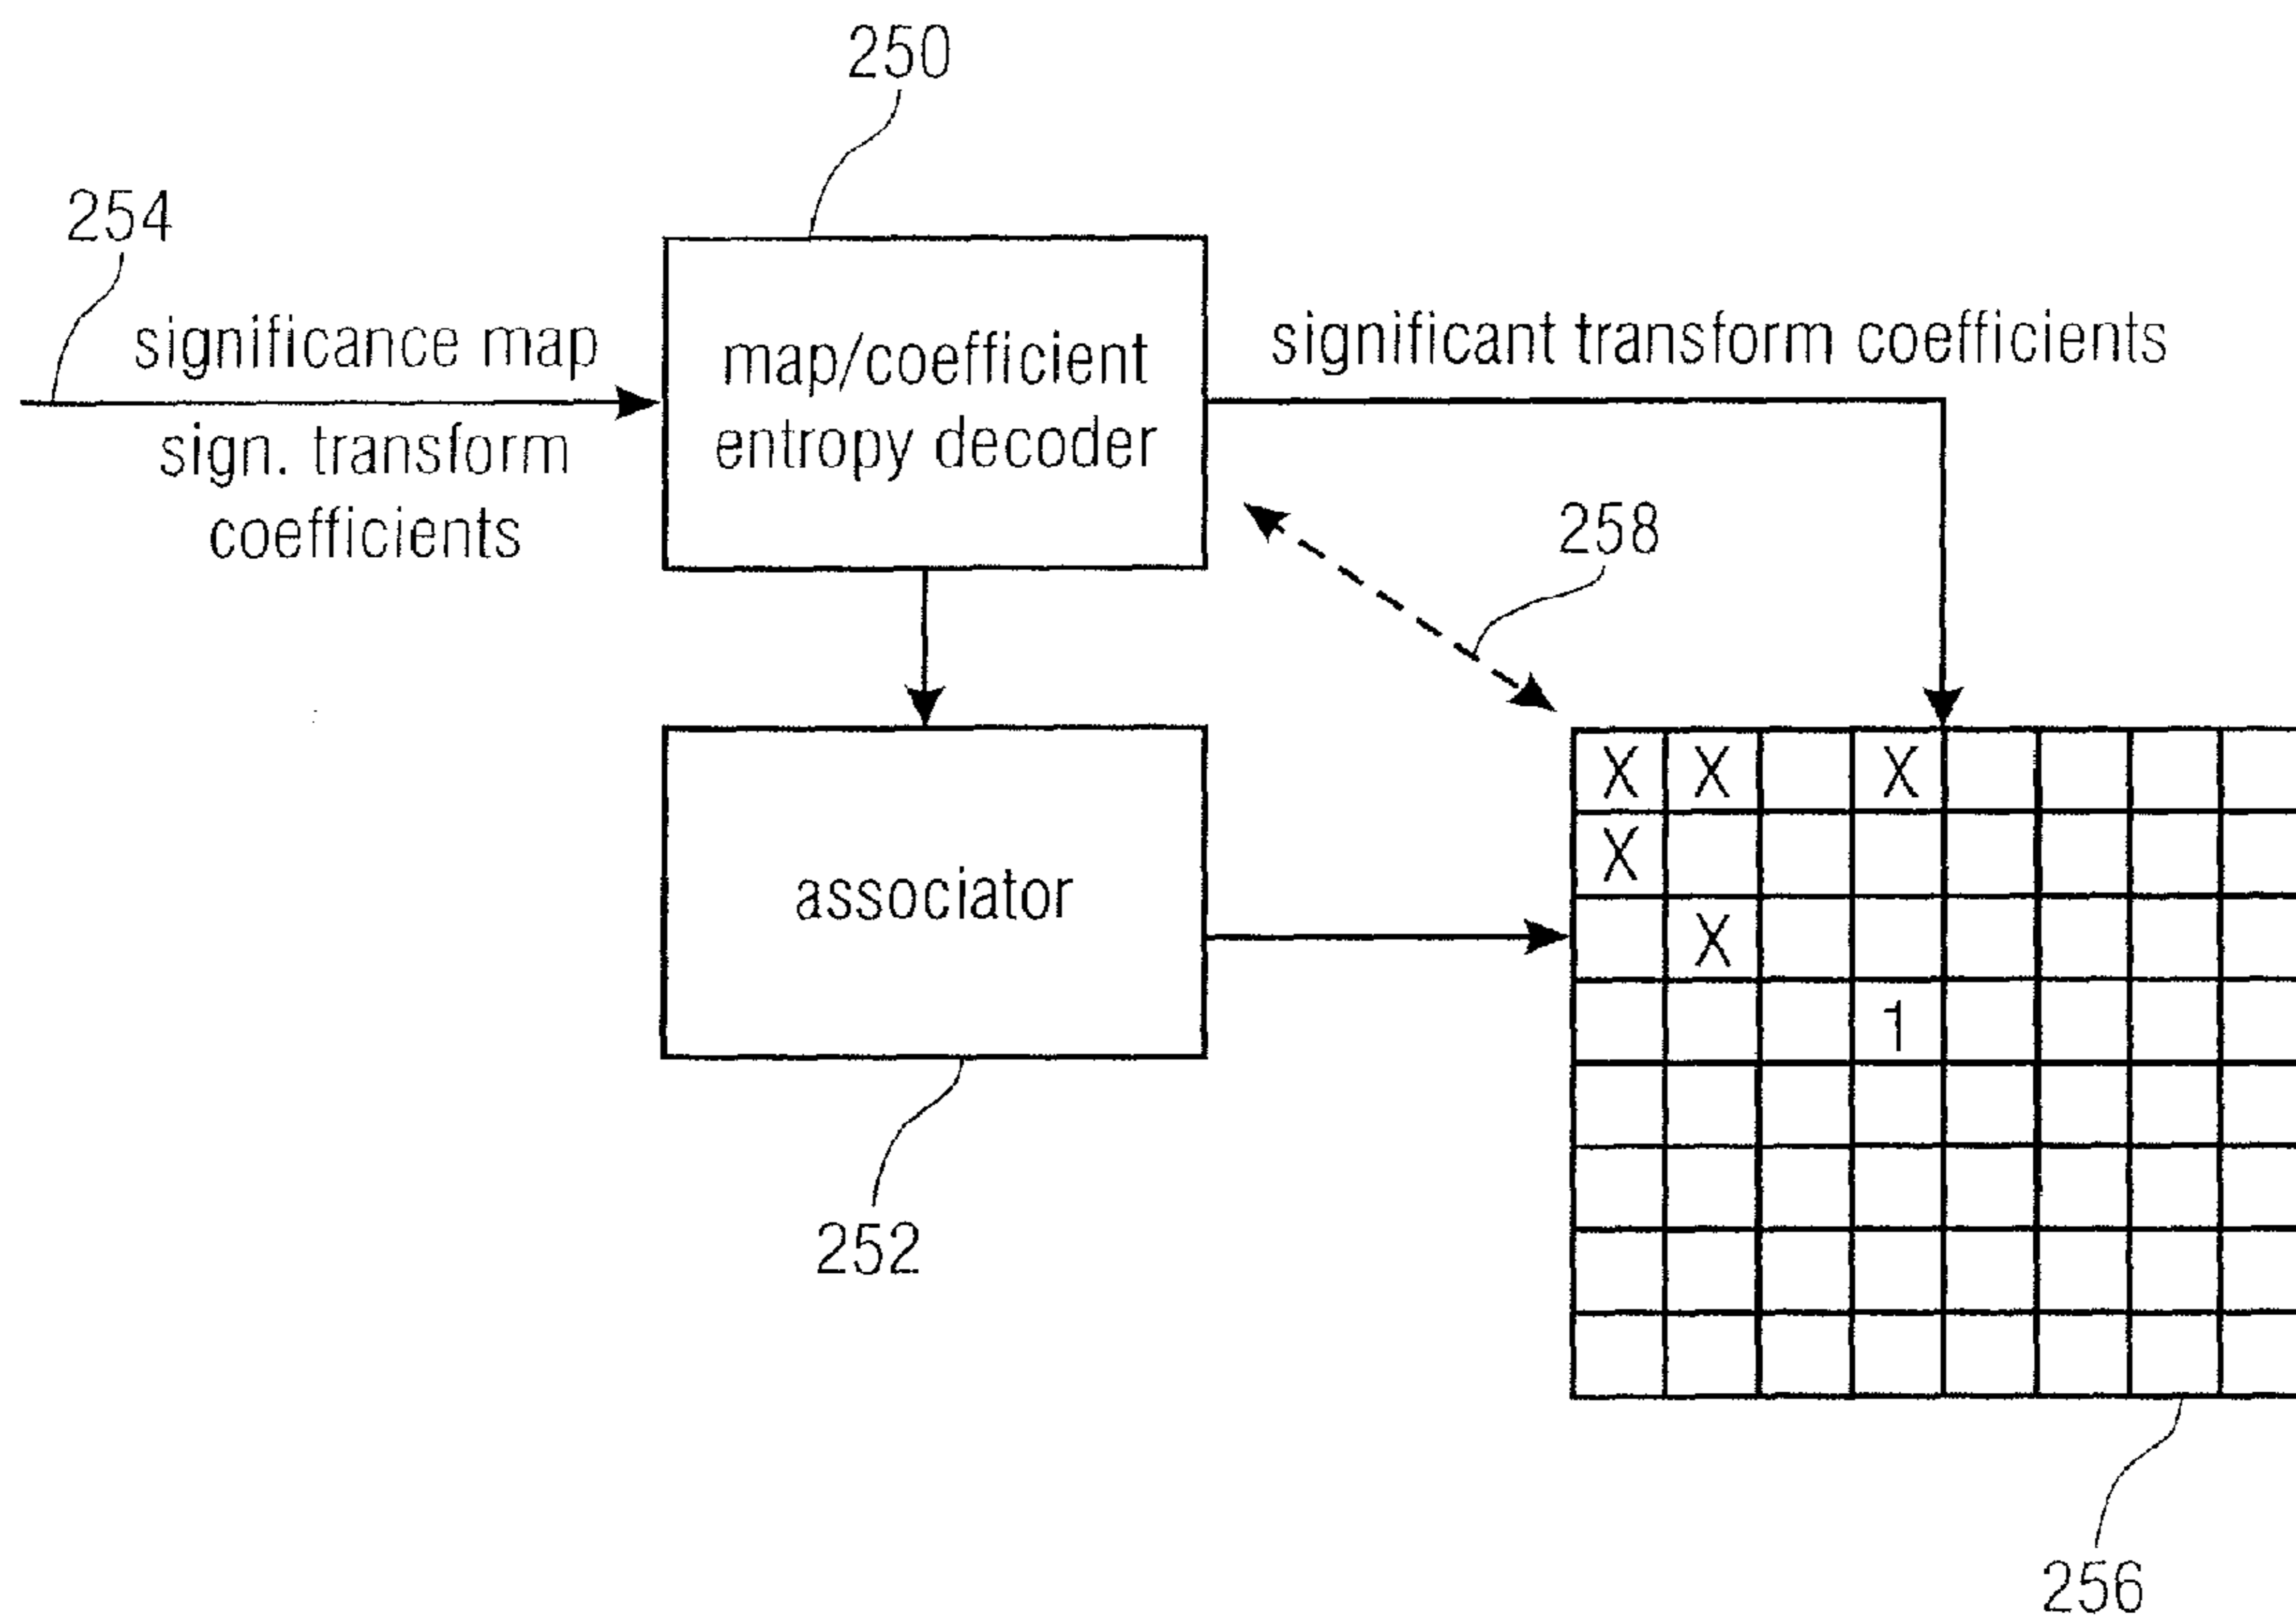 250
254
significance map
sign. transform
coefficients
map/coefficient
entropy decoder
significant transform coefficients
258
associator
X X X
X
X
1
252
256